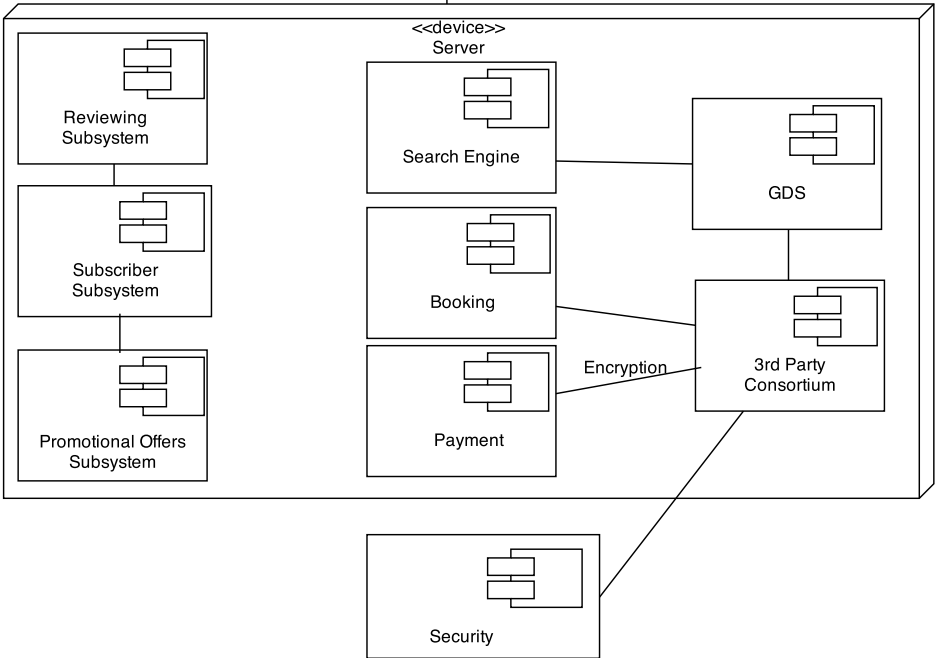 <<device>>
Server
Reviewing
Subsystem
Search Engine
GDS
Subscriber
Subsystem
Booking
Encryption
3rd Party
Consortium
Promotional Offers
Subsystem
Payment
Security